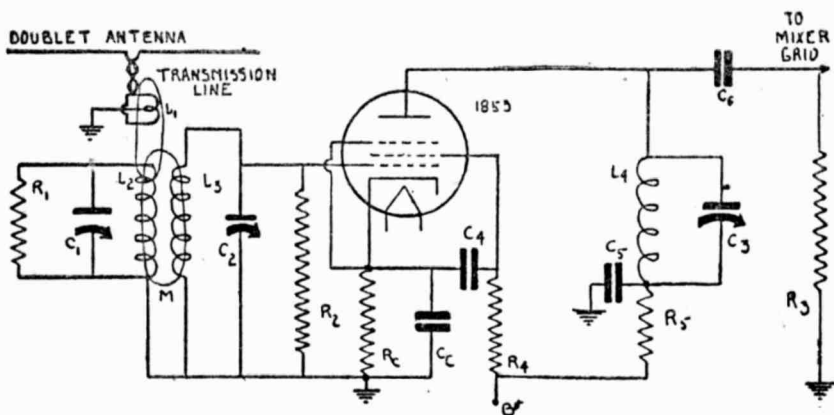 DOUBLET ANTENNA
TRANSMISSION
LINE
L1
TO
MIXER
GRID
C6
1853
R1
C1
L2
M
L3
C2
R2
RC
CC
C4
R4
B+
L4
C5
C3
R5
R3